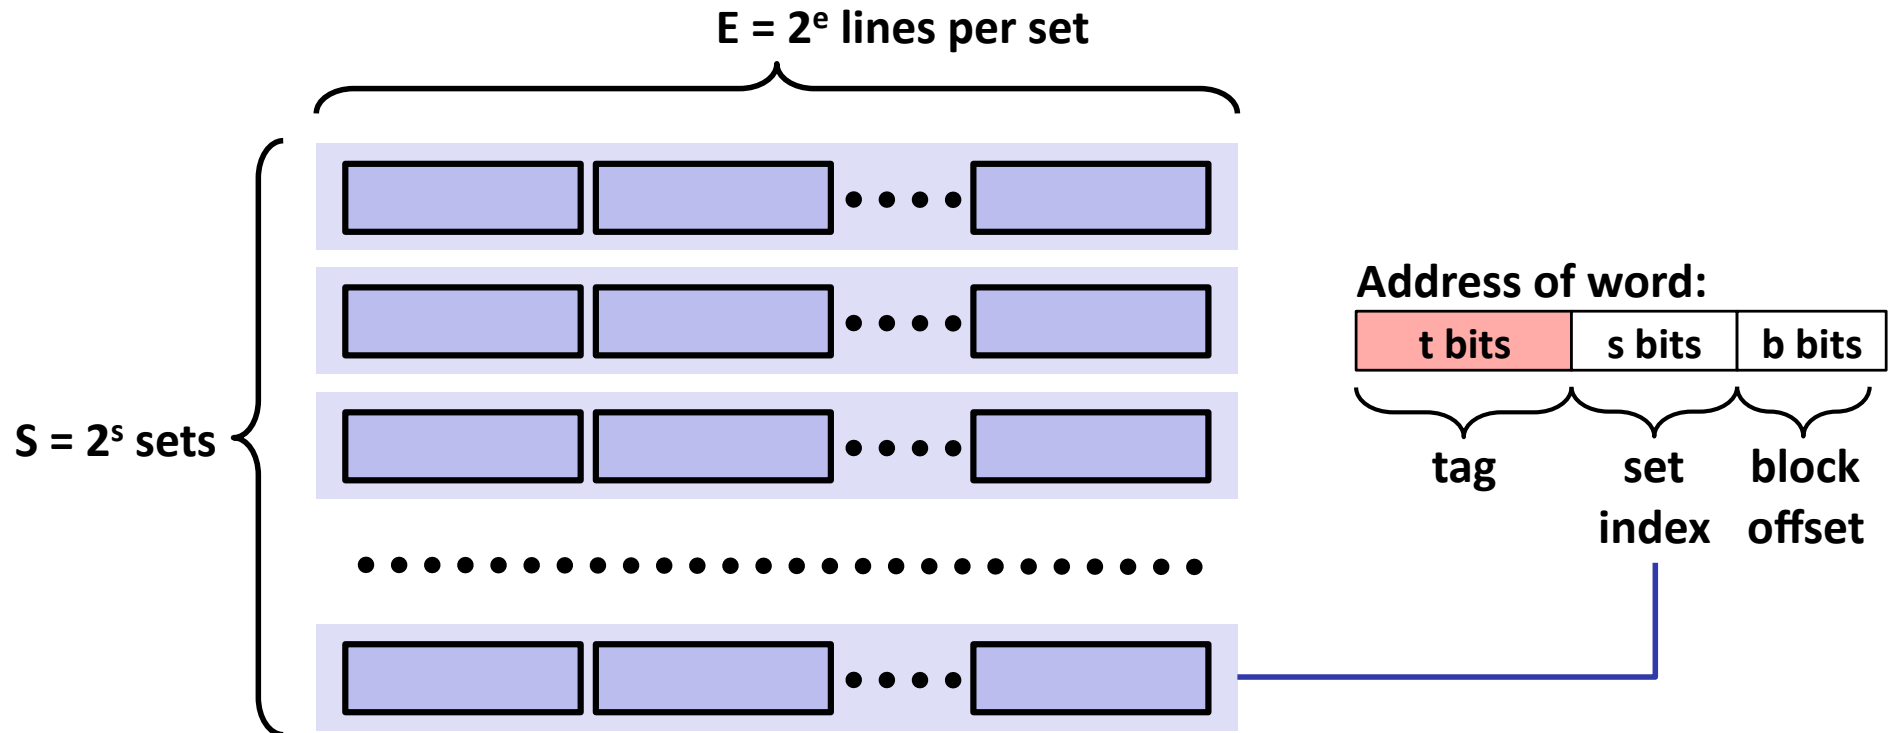 E = 2ᵉ lines per set
S = 2ˢ sets
Address of word:
t bits s bits b bits
tag set block
index offset